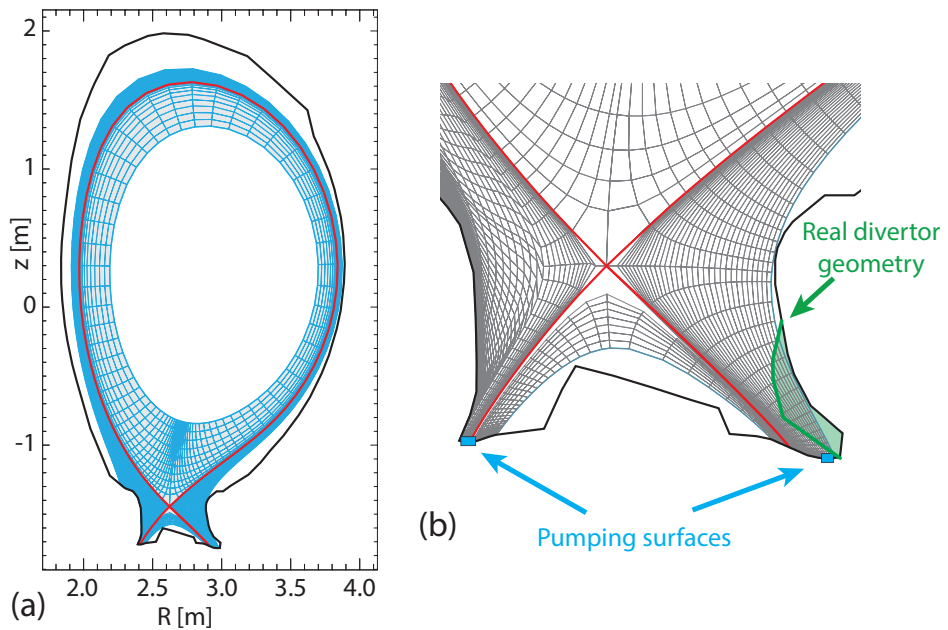 2
1
0
-1
z [m]
2.0 2.5 3.0 3.5 4.0
R [m]
(a)
Real divertor
geometry
Pumping surfaces
(b)